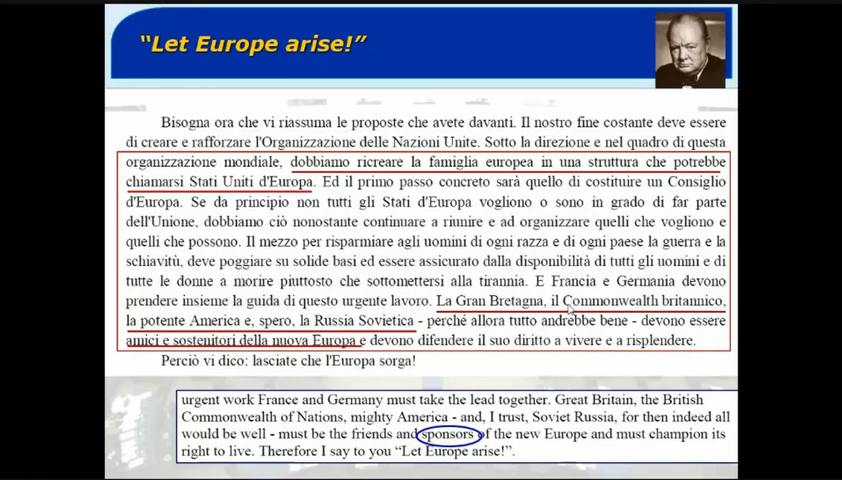 “Let Europe arise!”
Bisogna ora che vi riassuma le proposte che avete davanti. Il nostro fine costante deve essere
di creare e rafforzare l'Organizzazione delle Nazioni Unite. Sotto la direzione e nel quadro di questa
organizzazione mondiale, dobbiamo ricreare la famiglia europea in una struttura che potrebbe
chiamarsi Stati Uniti d'Europa. Ed il primo passo concreto sarà quello di costituire un Consiglio
d'Europa. Se da principio non tutti gli Stati d'Europa vogliono o sono in grado di far parte
dell'Unione, dobbiamo ciò nonostante continuare a riunire e ad organizzare quelli che vogliono e
quelli che possono. Il mezzo per risparmiare agli uomini di ogni razza e di ogni paese la guerra e la
schiavitù, deve poggiare su solide basi ed essere assicurato dalla disponibilità di tutti gli uomini e di
tutte le donne a morire piuttosto che sottomettersi alla tirannia. E Francia e Germania devono
prendere insieme la guida di questo urgente lavoro. La Gran Bretagna, il Commonwealth britannico,
la potente America e, spero, la Russia Sovietica - perché allora tutto andrebbe bene - devono essere
amici e sostenitori della nuova Europa e devono difendere il suo diritto a vivere e a risplendere.
Perciò vi dico: lasciate che l'Europa sorga!
urgent work France and Germany must take the lead together. Great Britain, the British
Commonwealth of Nations, mighty America - and, I trust, Soviet Russia, for then indeed all
would be well - must be the friends and sponsors of the new Europe and must champion its
right to live. Therefore I say to you “Let Europe arise!”.